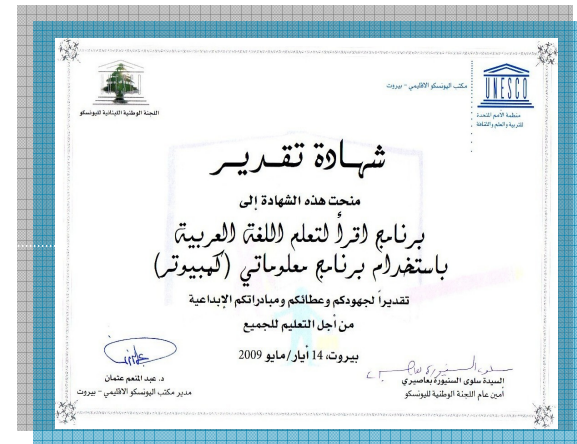 UNESCO
منظمة الأمم المتحدة
للتربية والعلم والثقافة
مكتب اليونسكو الاقليمي - بيروت
اللجنة الوطنية اللبنانية لليونسكو
شهادة تقدير
منحت هذه الشهادة إلى
برنامج اقرأ لتعلم اللغة العربية
باستخدام برنامج معلوماتي (كمبيوتر)
تقديراً لجهودكم وعطائكم ومبادراتكم الإبداعية
من أجل التعليم للجميع
بيروت، 14 أيار/مايو 2009
السيدة سلوى السنيورة بعاصيري
أمين عام اللجنة الوطنية لليونسكو
د. عبد المنعم عثمان
مدير مكتب اليونسكو الاقليمي - بيروت